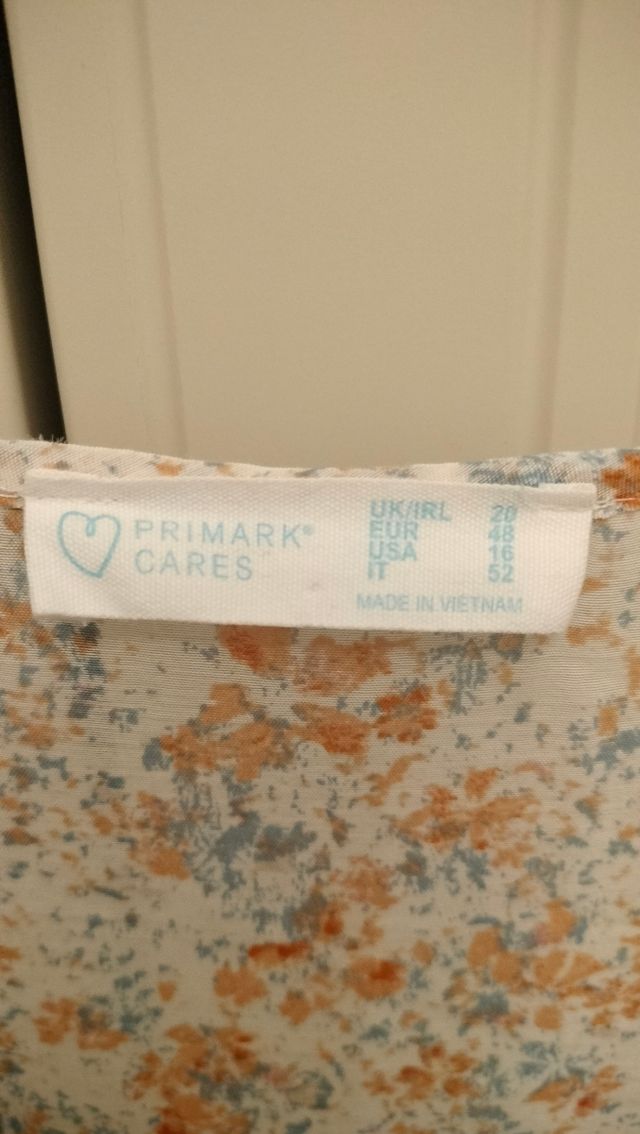 PRIMARK®
CARES
UK/IRL 20
EUR 48
USA 16
IT 52
MADE IN VIETNAM